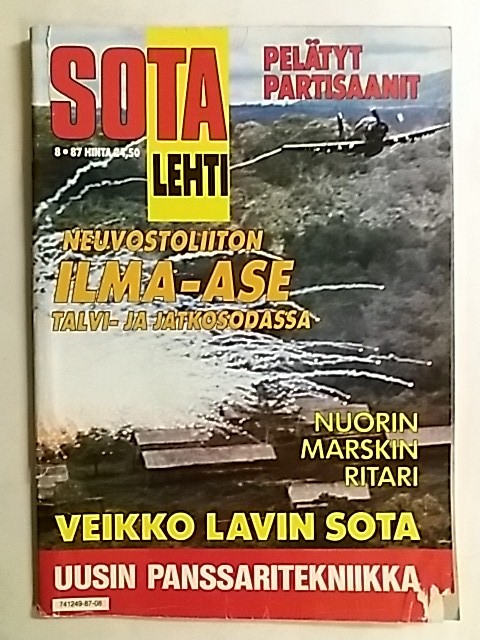 SOTA
LEHTI
8 • 87 HINTA 24,50
PELÄTYT
PARTISAANIT
NEUVOSTOLIITON
ILMA-ASE
TALVI- JA JATKOSODASSA
NUORIN
MARSKIN
RITARI
VEIKKO LAVIN SOTA
UUSIN PANSSARITEKNIIKKA
741249-87-08